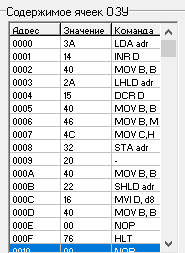 Содержимое ячеек ОЗУ
Адрес Значение Команда
0000 3A LDA adr
0001 14 INR D
0002 40 MOV B, B
0003 2A LHLD adr
0004 15 DCR D
0005 40 MOV B, B
0006 46 MOV B, M
0007 4C MOV C,H
0008 32 STA adr
0009 20 -
000A 40 MOV B, B
000B 22 SHLD adr
000C 16 MVI D, d8
000D 40 MOV B, B
000E 00 NOP
000F 76 HLT
0010 00 NOP